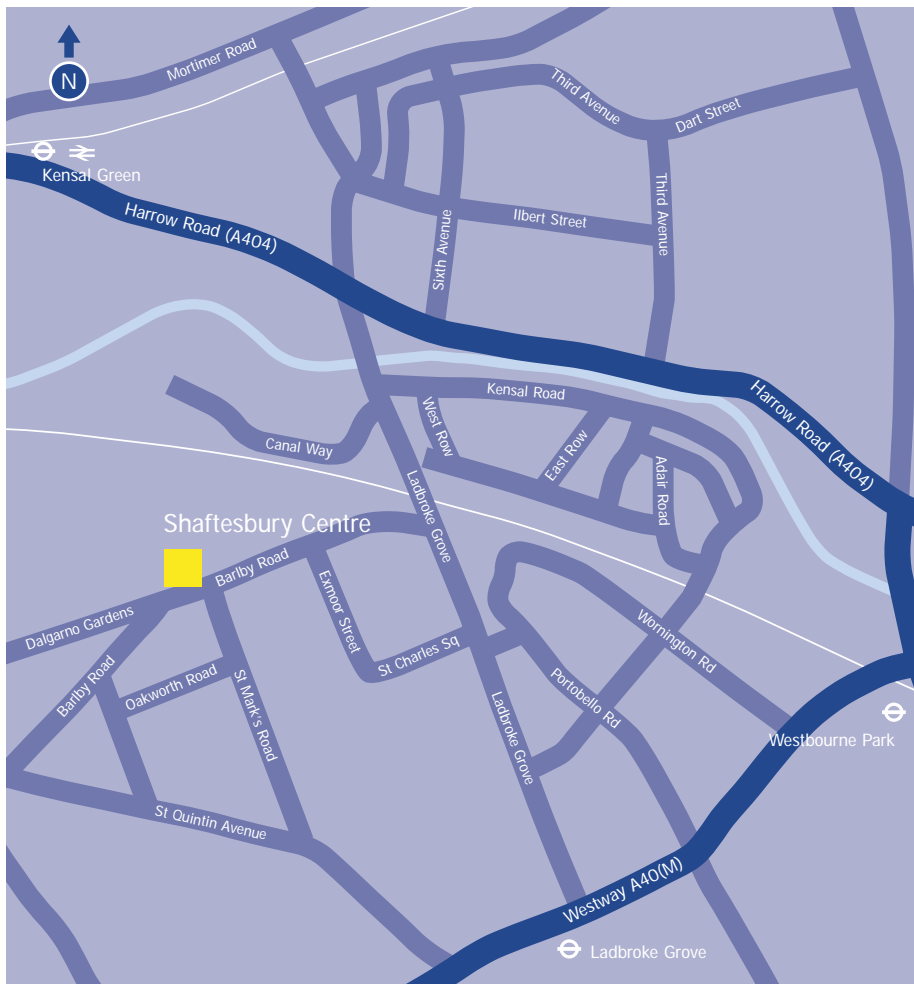 Mortimer Road
N
Third Avenue
Dart Street
Kensal Green
Harrow Road (A404)
Third Avenue
Ilbert Street
Sixth Avenue
Kensal Road
Harrow Road (A404)
West Row
Canal Way
East Row
Adair Road
Ladbroke Grove
Shaftesbury Centre
Barlby Road
Exmoor Street
Dalgarno Gardens
St Charles Sq
Wornington Rd
Barlby Road
Oakworth Road
St Mark's Road
Portobello Rd
Ladbroke Grove
Westbourne Park
St Quintin Avenue
Westway A40(M)
Ladbroke Grove